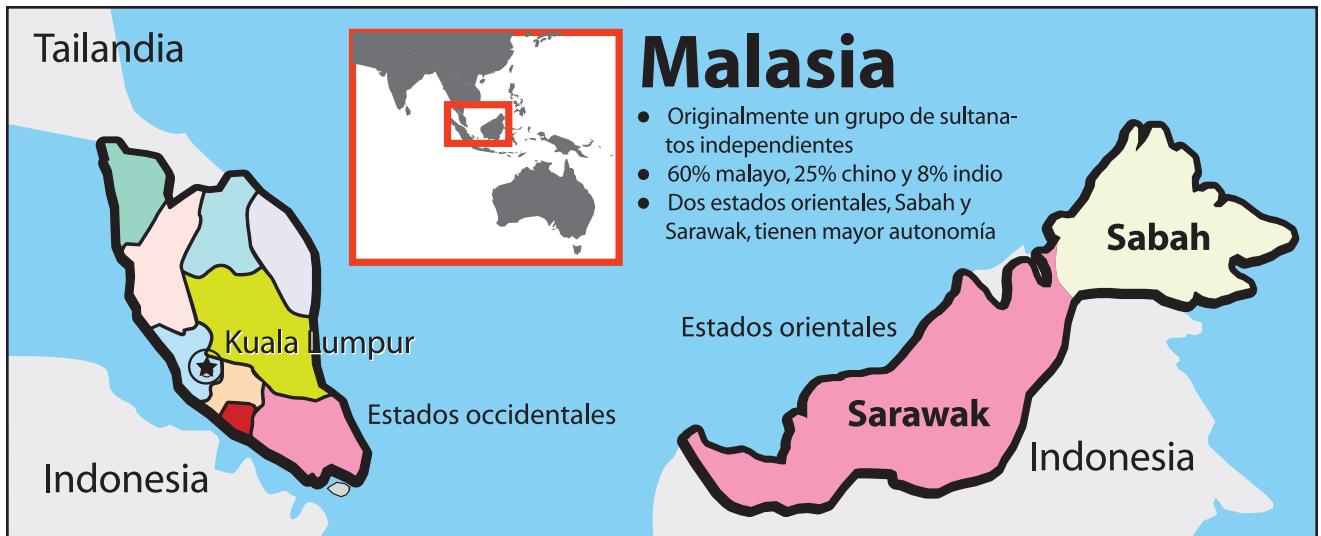 Tailandia
Malasia
● Originalmente un grupo de sultana-
tos independientes
● 60% malayo, 25% chino y 8% indio
● Dos estados orientales, Sabah y
Sarawak, tienen mayor autonomía
Sabah
Estados orientales
Kuala Lumpur
Estados occidentales
Sarawak
Indonesia
Indonesia